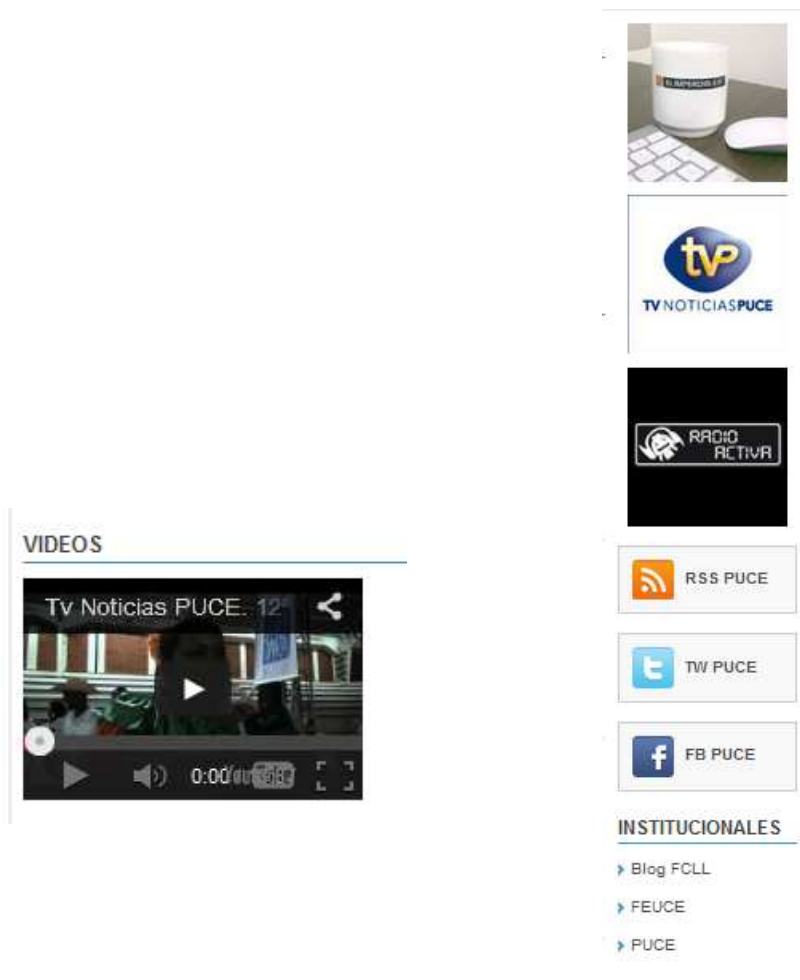 VIDEOS
Tv Noticias PUCE. 12
0:00
tvp
TV NOTICIAS PUCE
RADIO
ACTIVA
RSS PUCE
TW PUCE
FB PUCE
INSTITUCIONALES
Blog FCLL
FEUCE
PUCE